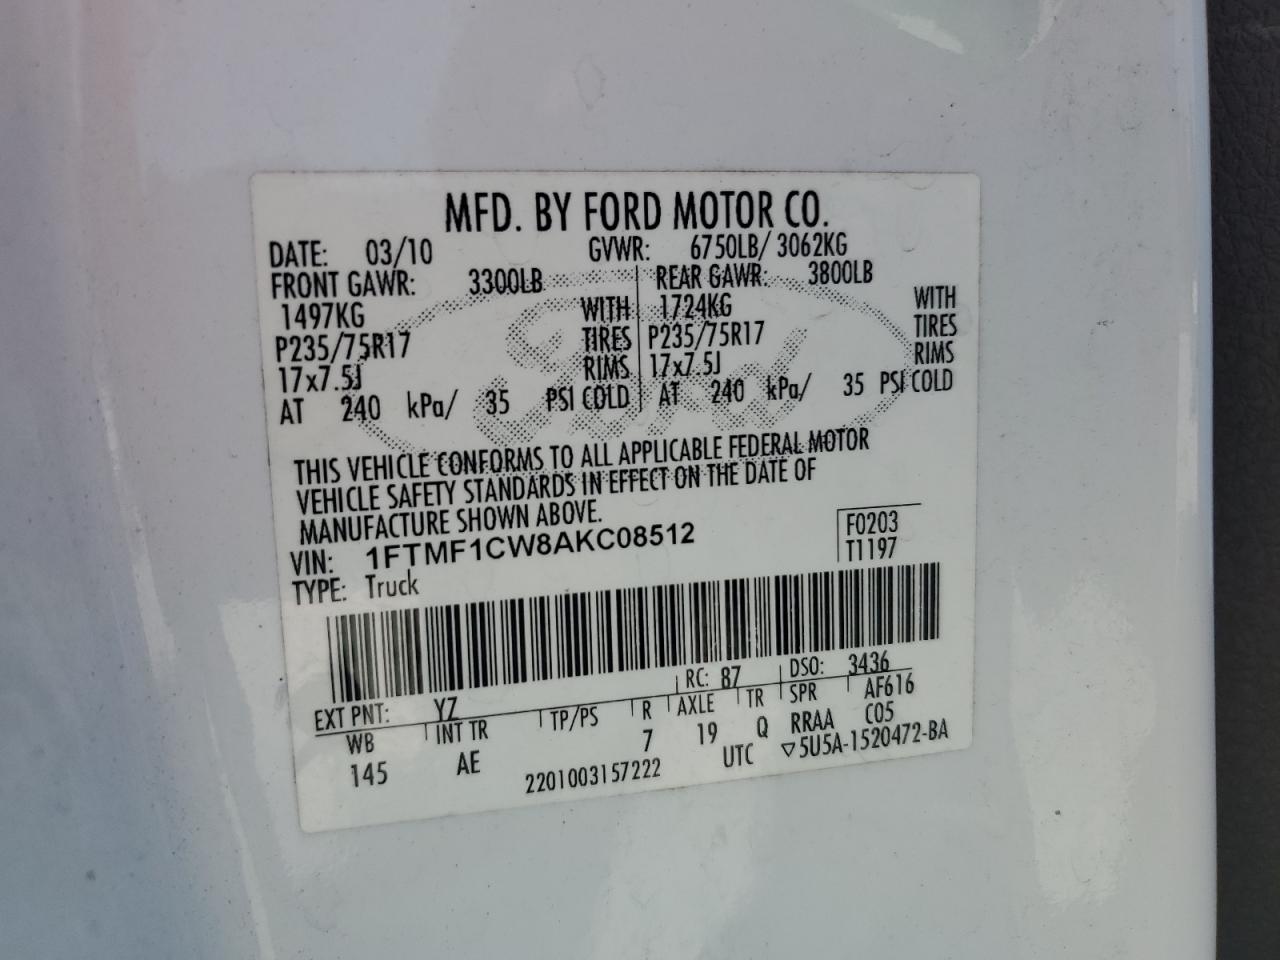 MFD. BY FORD MOTOR CO.
DATE: 03/10 GVWR: 6750LB/ 3062KG
FRONT GAWR: 3300LB REAR GAWR: 3800LB
1497KG WITH 1724KG WITH
P235/75R17 TIRES P235/75R17 TIRES
17x7.5J RIMS 17x7.5J RIMS
AT 240 kPa/ 35 PSI COLD AT 240 kPa/ 35 PSI COLD
Ford
THIS VEHICLE CONFORMS TO ALL APPLICABLE FEDERAL MOTOR
VEHICLE SAFETY STANDARDS IN EFFECT ON THE DATE OF
MANUFACTURE SHOWN ABOVE.
VIN: 1FTMF1CW8AKC08512 F0203
TYPE: Truck T1197
EXT PNT: YZ RC: 87 DSO: 3436
WB INT TR TP/PS R AXLE TR SPR AF616
145 AE 7 19 Q RRAA C05
2201003157222 UTC ▽5U5A-1520472-BA